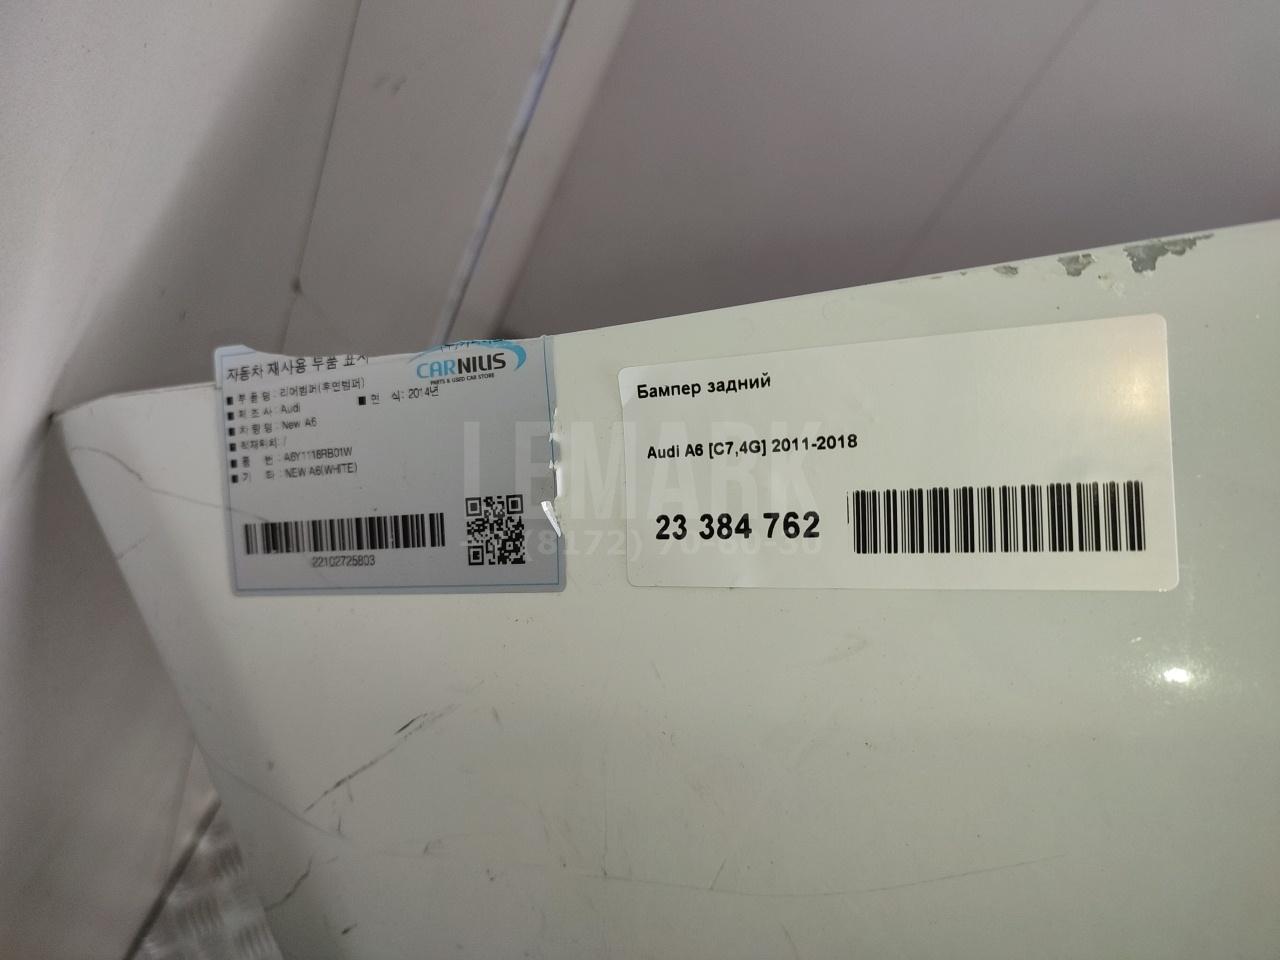 자동차 재사용 부품 표시
CARNIUS
PARTS & USED CAR STORE
■ 부 품 명 : 리어범퍼(후면범퍼)
■ 연 식: 2014년
■ 제 조 사 : Audi
■ 차 량 명 : New A6
■ 적재위치: /
■ 품 번 : A6Y1118RB01W
■ 기 타 : NEW A6(WHITE)
22102725803
Бампер задний
Audi A6 [C7,4G] 2011-2018
23 384 762
LEMARK